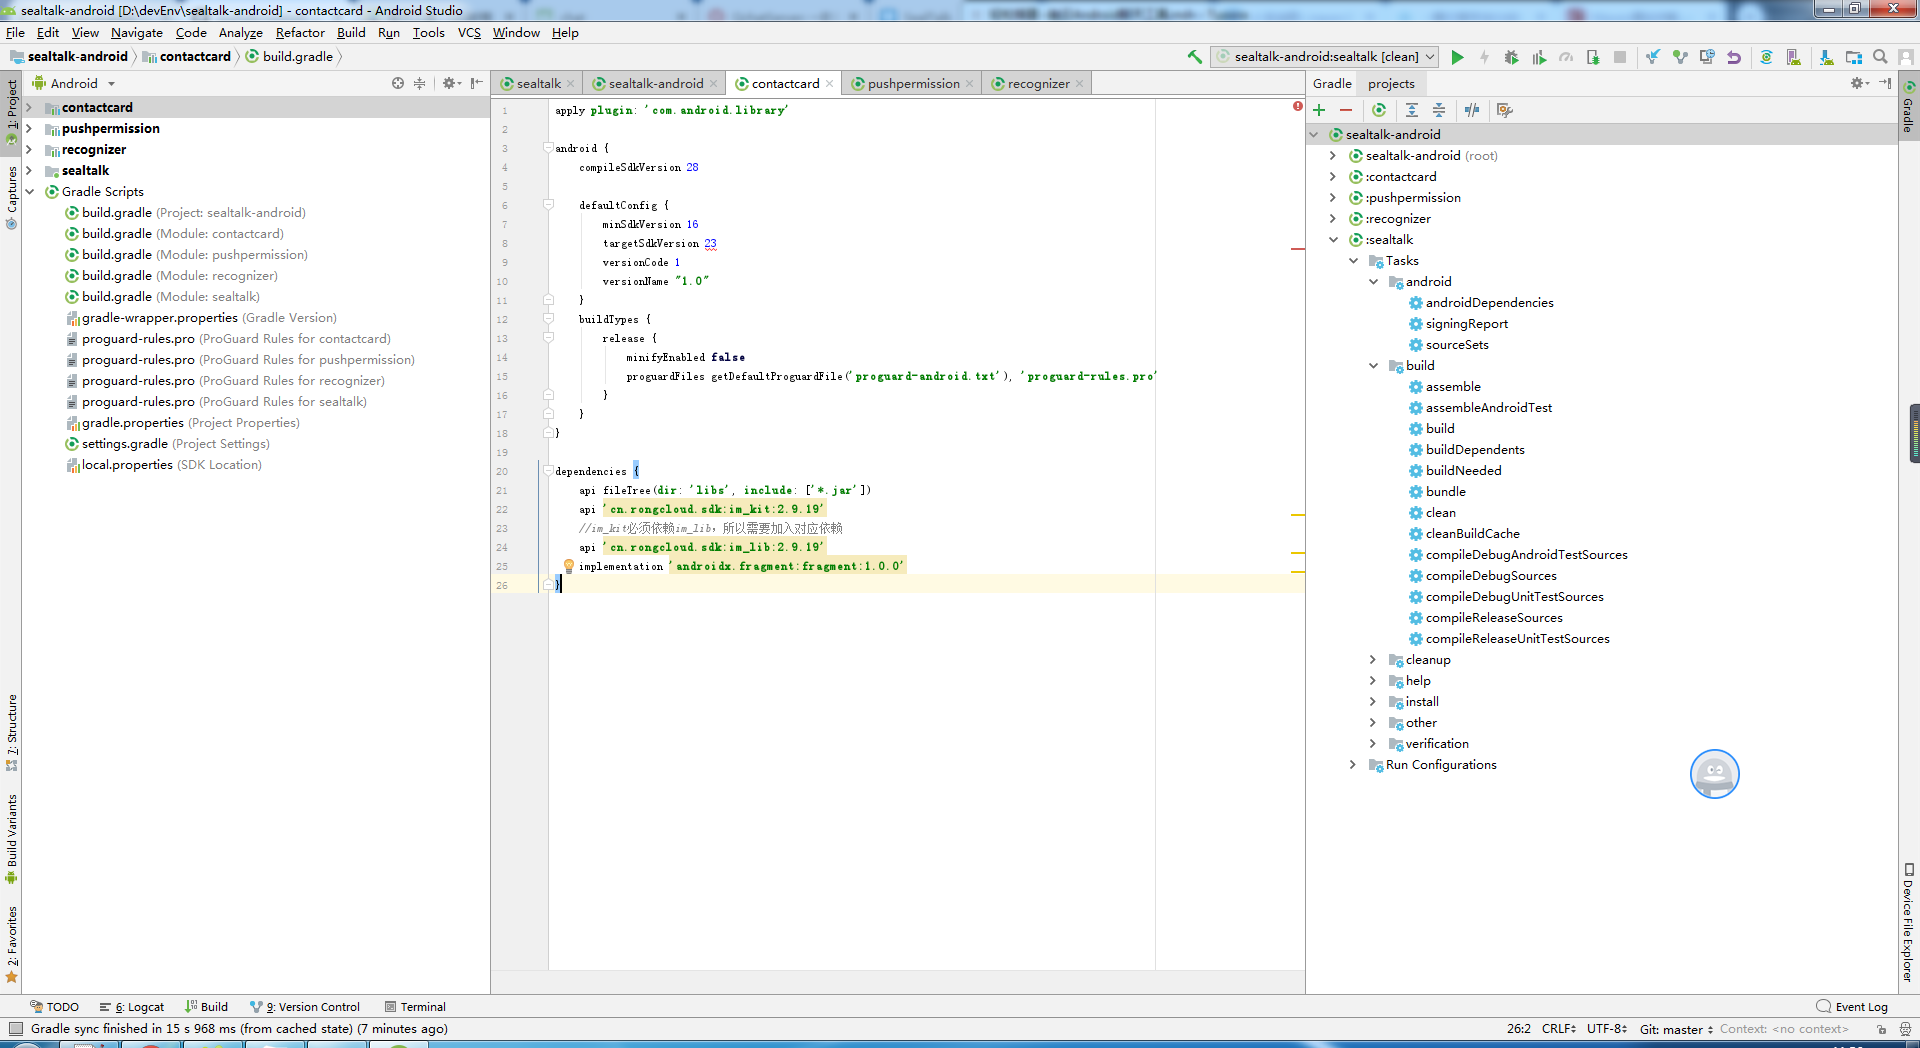 sealtalk-android [D:\devEnv\sealtalk-android] - contactcard - Android Studio
File Edit View Navigate Code Analyze Refactor Build Run Tools VCS Window Help
sealtalk-android contactcard build.gradle
sealtalk-android:sealtalk [clean]
Android
1: Project
Captures
7: Structure
Build Variants
2: Favorites
contactcard
pushpermission
recognizer
sealtalk
Gradle Scripts
build.gradle (Project: sealtalk-android)
build.gradle (Module: contactcard)
build.gradle (Module: pushpermission)
build.gradle (Module: recognizer)
build.gradle (Module: sealtalk)
gradle-wrapper.properties (Gradle Version)
proguard-rules.pro (ProGuard Rules for contactcard)
proguard-rules.pro (ProGuard Rules for pushpermission)
proguard-rules.pro (ProGuard Rules for recognizer)
proguard-rules.pro (ProGuard Rules for sealtalk)
gradle.properties (Project Properties)
settings.gradle (Project Settings)
local.properties (SDK Location)
sealtalk sealtalk-android contactcard pushpermission recognizer
1 apply plugin: 'com.android.library'
2
3 android {
4 compileSdkVersion 28
5
6 defaultConfig {
7 minSdkVersion 16
8 targetSdkVersion 23
9 versionCode 1
10 versionName "1.0"
11 }
12 buildTypes {
13 release {
14 minifyEnabled false
15 proguardFiles getDefaultProguardFile('proguard-android.txt'), 'proguard-rules.pro'
16 }
17 }
18 }
19
20 dependencies {
21 api fileTree(dir: 'libs', include: ['*.jar'])
22 api 'cn.rongcloud.sdk:im_kit:2.9.19'
23 //im_kit必须依赖im_lib，所以需要加入对应依赖
24 api 'cn.rongcloud.sdk:im_lib:2.9.19'
25 implementation 'androidx.fragment:fragment:1.0.0'
26 }
Gradle projects
sealtalk-android
sealtalk-android (root)
:contactcard
:pushpermission
:recognizer
:sealtalk
Tasks
android
androidDependencies
signingReport
sourceSets
build
assemble
assembleAndroidTest
build
buildDependents
buildNeeded
bundle
clean
cleanBuildCache
compileDebugAndroidTestSources
compileDebugSources
compileDebugUnitTestSources
compileReleaseSources
compileReleaseUnitTestSources
cleanup
help
install
other
verification
Run Configurations
Gradle
Device File Explorer
TODO 6: Logcat Build 9: Version Control Terminal Event Log
Gradle sync finished in 15 s 968 ms (from cached state) (7 minutes ago) 26:2 CRLF UTF-8 Git: master Context: <no context>